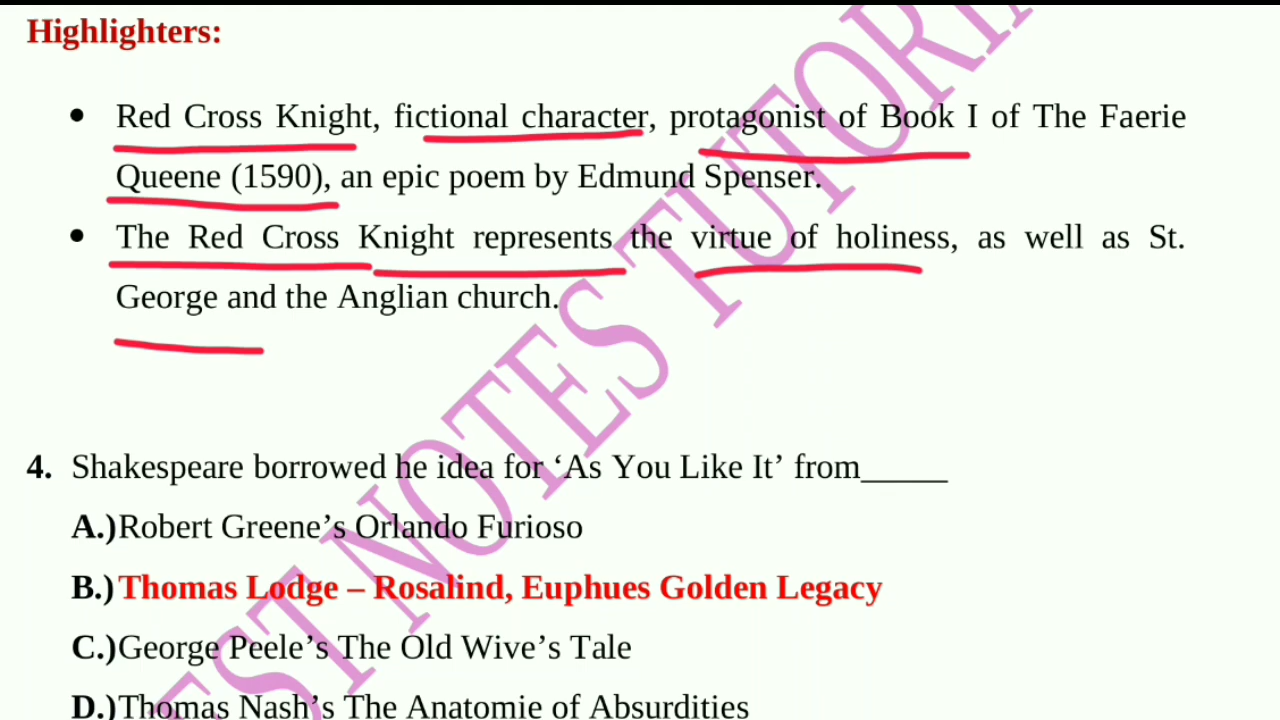 Highlighters:
• Red Cross Knight, fictional character, protagonist of Book I of The Faerie
Queene (1590), an epic poem by Edmund Spenser.
• The Red Cross Knight represents the virtue of holiness, as well as St.
George and the Anglian church.
4. Shakespeare borrowed he idea for ‘As You Like It’ from_____
A.)Robert Greene’s Orlando Furioso
B.)Thomas Lodge – Rosalind, Euphues Golden Legacy
C.)George Peele’s The Old Wive’s Tale
D.)Thomas Nash’s The Anatomie of Absurdities